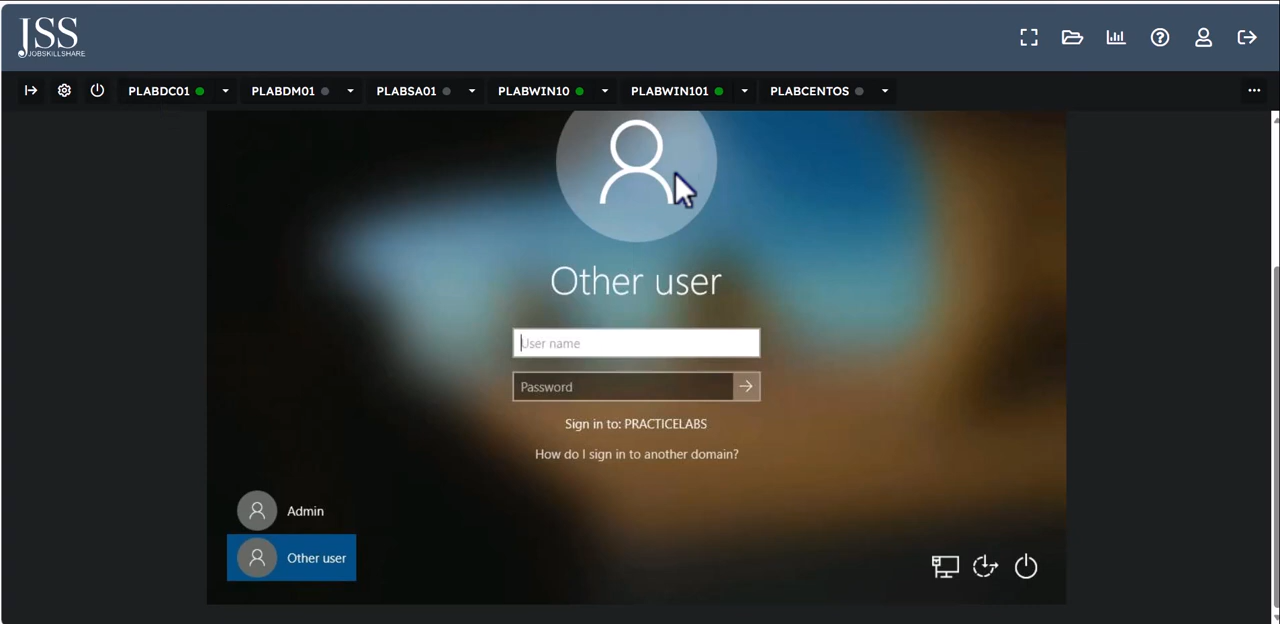 JSS
JOBSKILLSHARE
PLABDC01 PLABDM01 PLABSA01 PLABWIN10 PLABWIN101 PLABCENTOS
Other user
User name
Password
Sign in to: PRACTICELABS
How do I sign in to another domain?
Admin
Other user